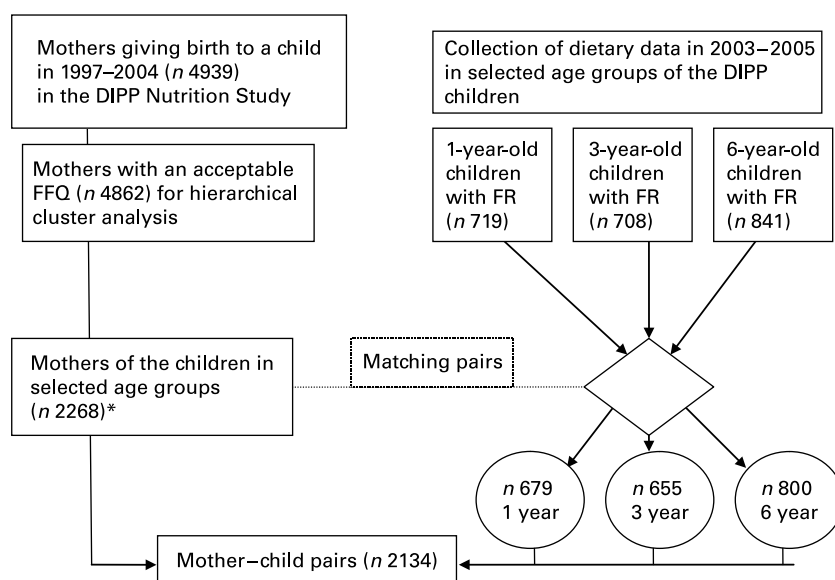 Mothers giving birth to a child
in 1997–2004 (n 4939)
in the DIPP Nutrition Study
Mothers with an acceptable
FFQ (n 4862) for hierarchical
cluster analysis
Mothers of the children in
selected age groups
(n 2268)*
Collection of dietary data in 2003–2005
in selected age groups of the DIPP
children
1-year-old
children
with FR
(n 719)
3-year-old
children
with FR
(n 708)
6-year-old
children
with FR
(n 841)
Matching pairs
n 679
1 year
n 655
3 year
n 800
6 year
Mother–child pairs (n 2134)